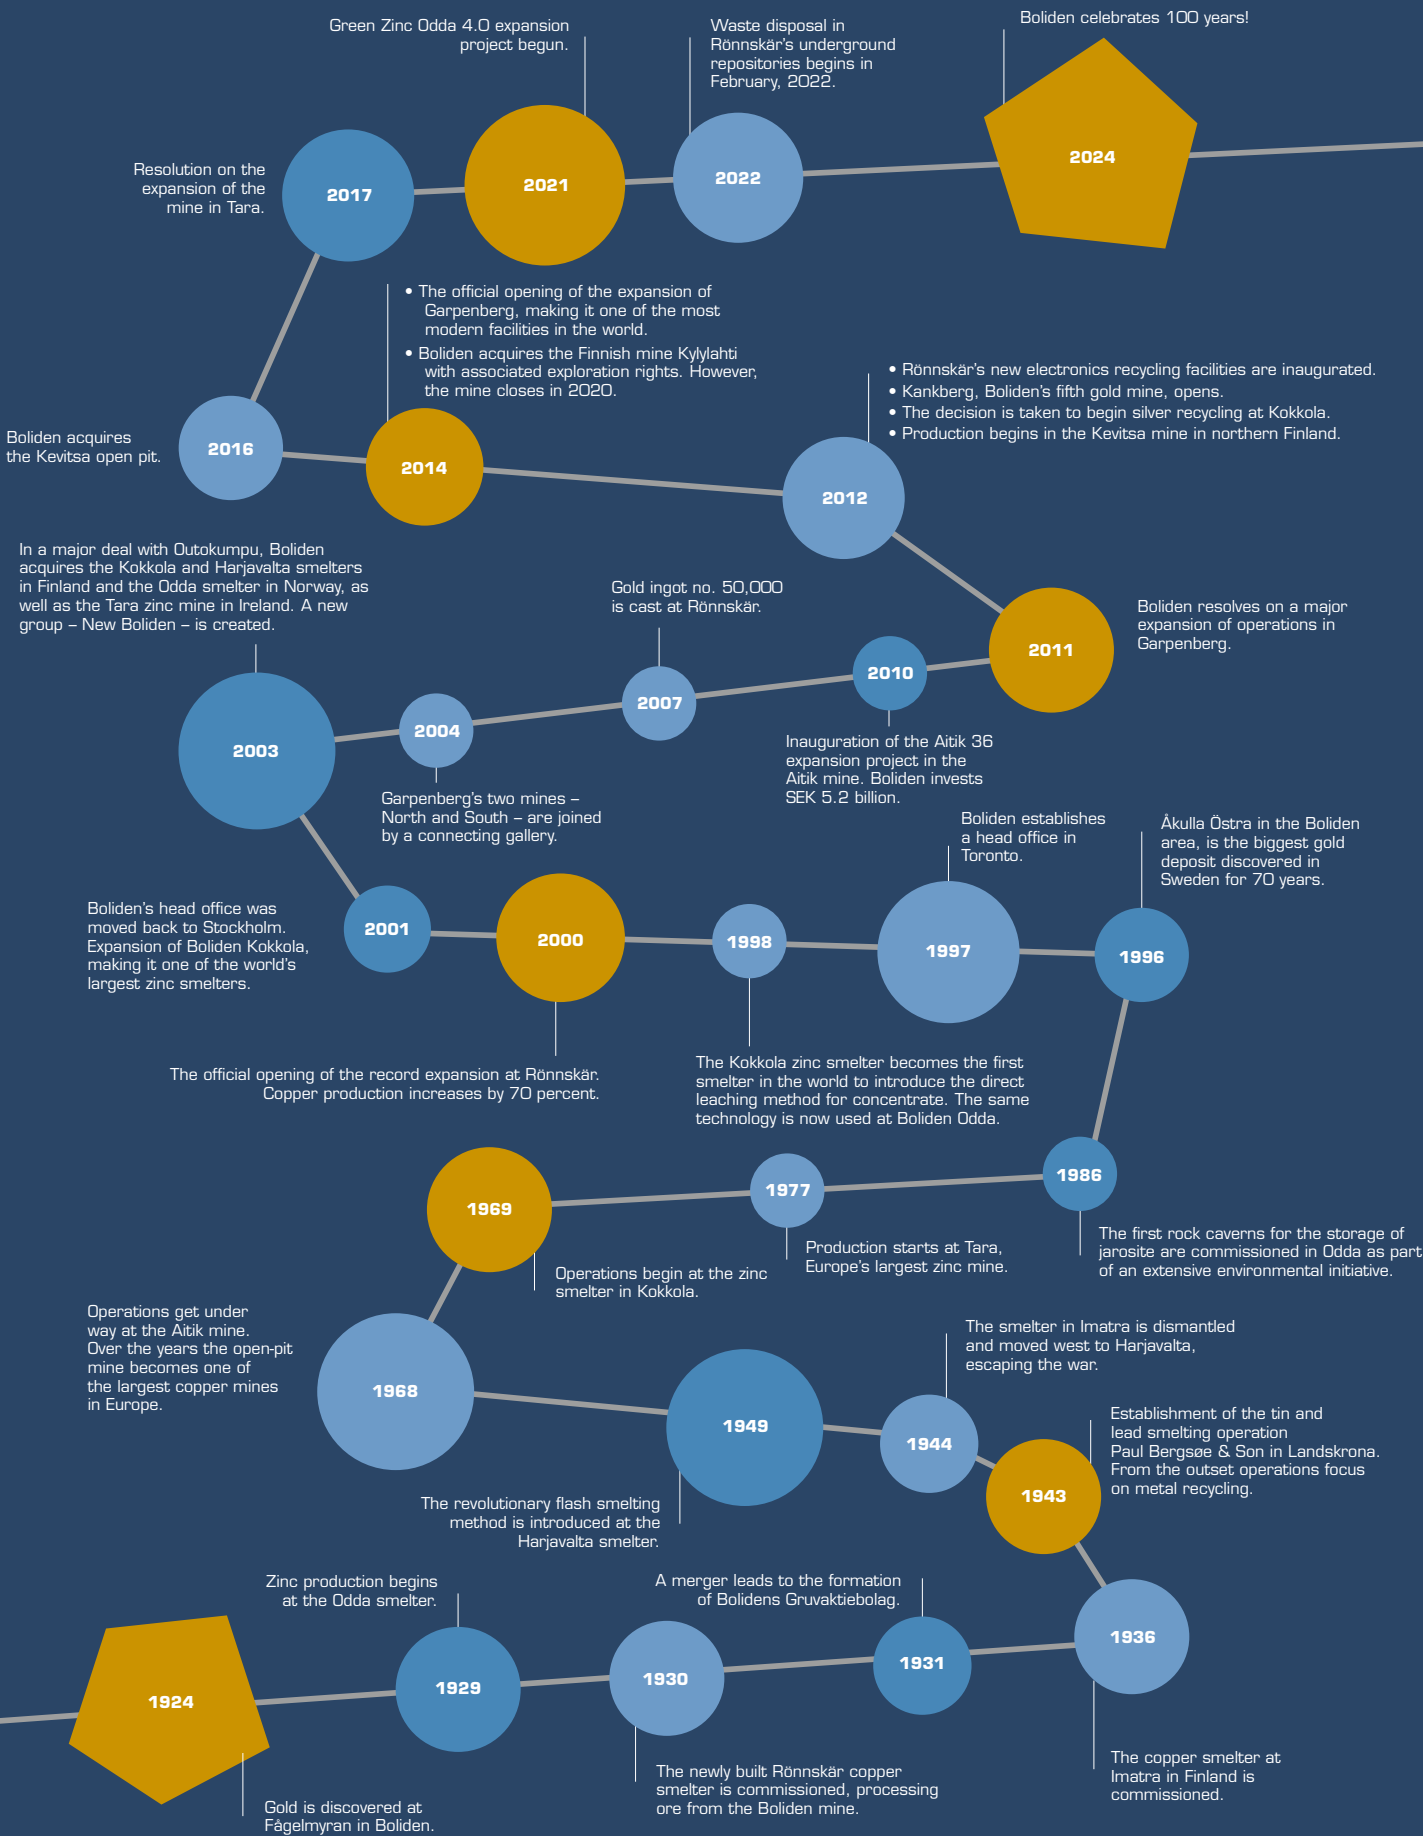 Green Zinc Odda 4.0 expansion
project begun.
Waste disposal in
Rönnskär’s underground
repositories begins in
February, 2022.
Boliden celebrates 100 years!
Resolution on the
expansion of the
mine in Tara.
2017
2021
2022
2024
• The official opening of the expansion of
Garpenberg, making it one of the most
modern facilities in the world.
• Boliden acquires the Finnish mine Kylylahti
with associated exploration rights. However,
the mine closes in 2020.
• Rönnskär’s new electronics recycling facilities are inaugurated.
• Kankberg, Boliden’s fifth gold mine, opens.
• The decision is taken to begin silver recycling at Kokkola.
• Production begins in the Kevitsa mine in northern Finland.
Boliden acquires
the Kevitsa open pit.
2016
2014
2012
In a major deal with Outokumpu, Boliden
acquires the Kokkola and Harjavalta smelters
in Finland and the Odda smelter in Norway, as
well as the Tara zinc mine in Ireland. A new
group – New Boliden – is created.
Gold ingot no. 50,000
is cast at Rönnskär.
Boliden resolves on a major
expansion of operations in
Garpenberg.
2003
2004
2007
2010
2011
Garpenberg’s two mines –
North and South – are joined
by a connecting gallery.
Inauguration of the Aitik 36
expansion project in the
Aitik mine. Boliden invests
SEK 5.2 billion.
Boliden establishes
a head office in
Toronto.
Åkulla Östra in the Boliden
area, is the biggest gold
deposit discovered in
Sweden for 70 years.
Boliden’s head office was
moved back to Stockholm.
Expansion of Boliden Kokkola,
making it one of the world’s
largest zinc smelters.
2001
2000
1998
1997
1996
The official opening of the record expansion at Rönnskär.
Copper production increases by 70 percent.
The Kokkola zinc smelter becomes the first
smelter in the world to introduce the direct
leaching method for concentrate. The same
technology is now used at Boliden Odda.
1969
1977
1986
Operations begin at the zinc
smelter in Kokkola.
Production starts at Tara,
Europe’s largest zinc mine.
The first rock caverns for the storage of
jarosite are commissioned in Odda as part
of an extensive environmental initiative.
Operations get under
way at the Aitik mine.
Over the years the open-pit
mine becomes one of
the largest copper mines
in Europe.
The smelter in Imatra is dismantled
and moved west to Harjavalta,
escaping the war.
Establishment of the tin and
lead smelting operation
Paul Bergsøe & Son in Landskrona.
From the outset operations focus
on metal recycling.
1968
1949
1944
1943
The revolutionary flash smelting
method is introduced at the
Harjavalta smelter.
Zinc production begins
at the Odda smelter.
A merger leads to the formation
of Bolidens Gruvaktiebolag.
1924
1929
1930
1931
1936
Gold is discovered at
Fågelmyran in Boliden.
The newly built Rönnskär copper
smelter is commissioned, processing
ore from the Boliden mine.
The copper smelter at
Imatra in Finland is
commissioned.